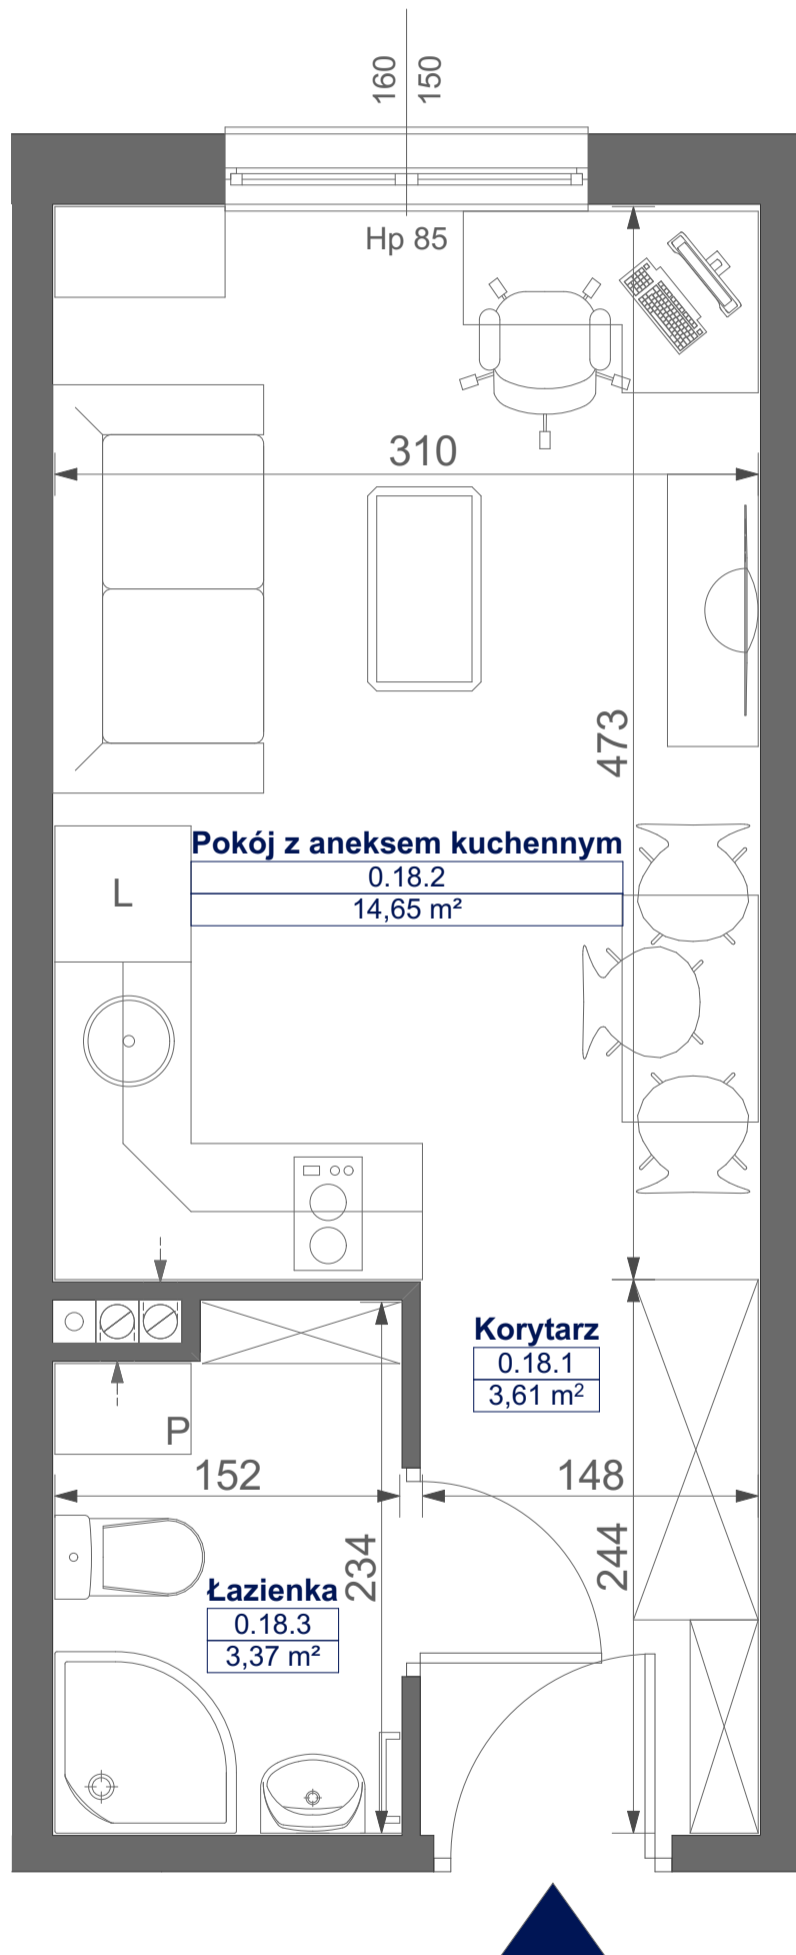 160
150
Hp 85
310
473
Pokój z aneksem kuchennym
0.18.2
14,65 m²
L
Korytarz
0.18.1
3,61 m²
P
152
148
234
244
Łazienka
0.18.3
3,37 m²